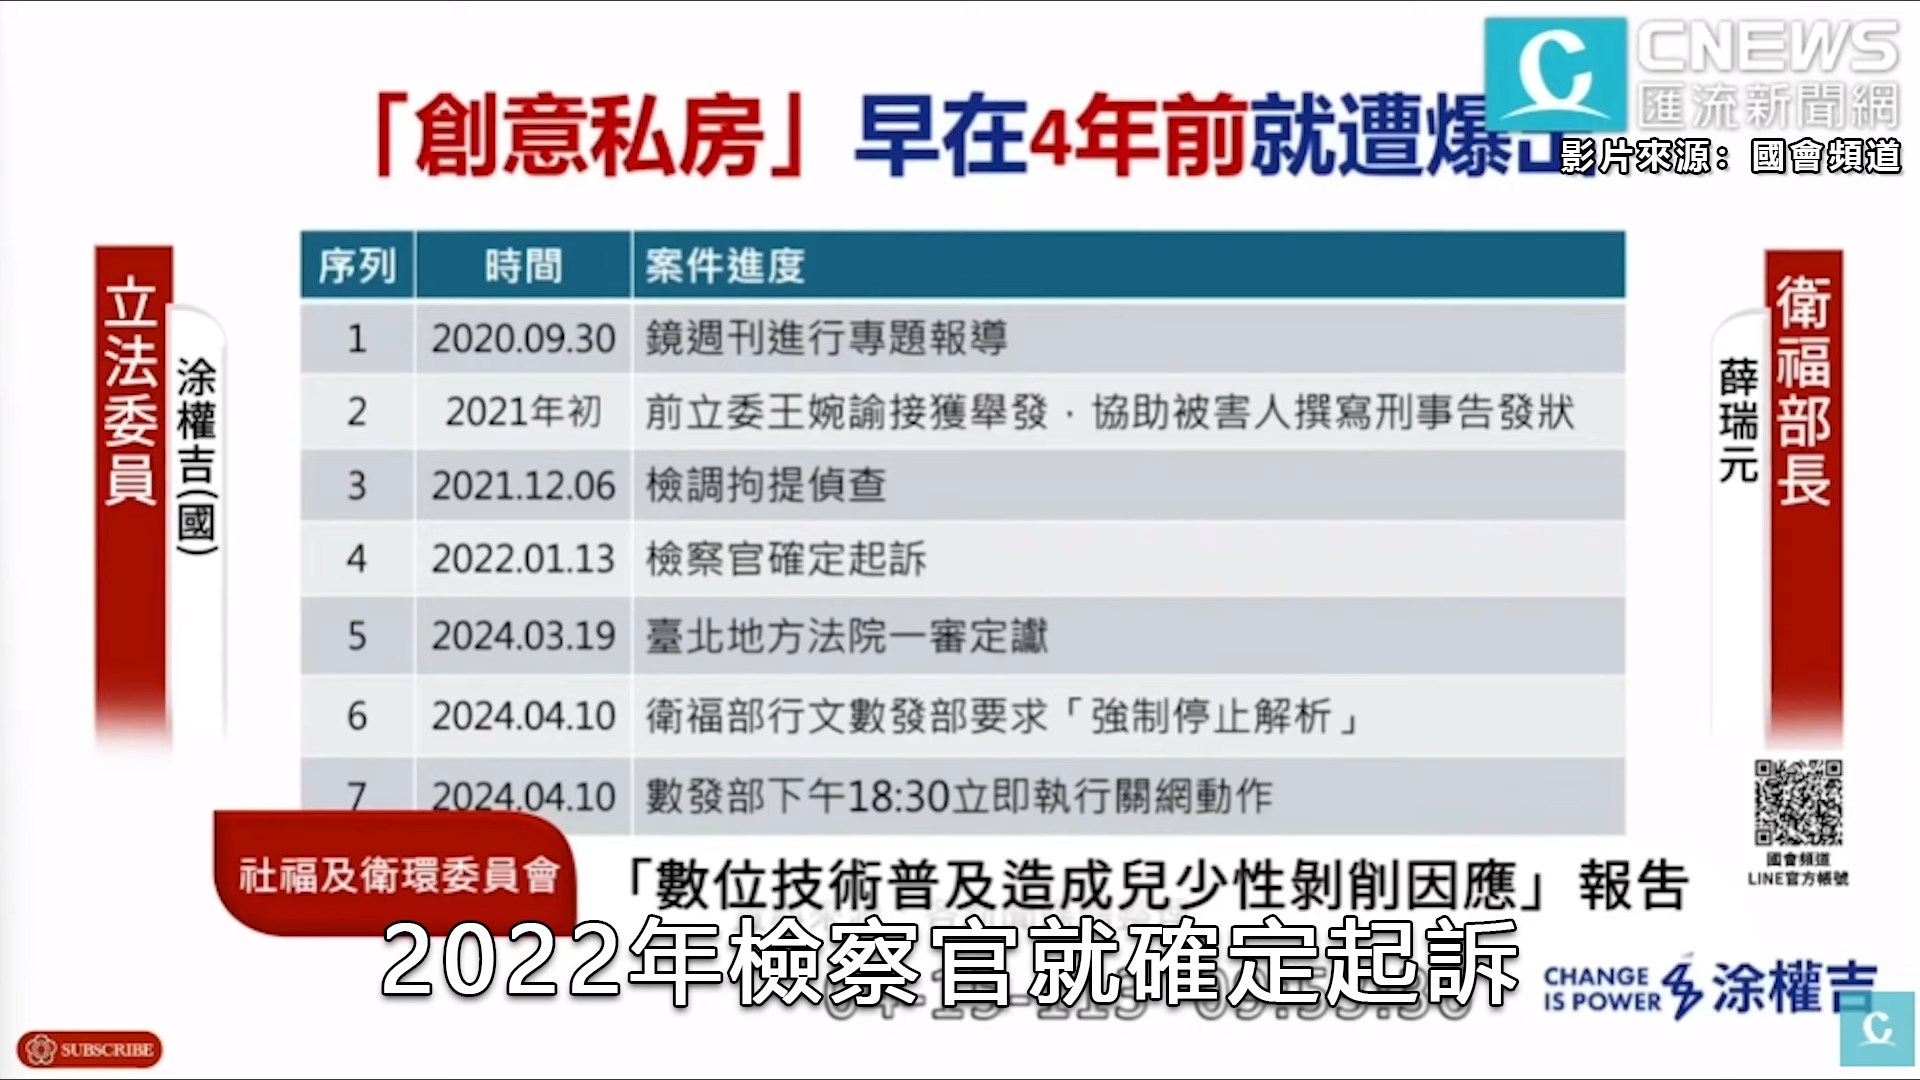 CNEWS
匯流新聞網
影片來源：國會頻道
「創意私房」早在4年前就遭爆
立法委員
涂權吉(國)
衛福部長
薛瑞元
序列 時間 案件進度
1 2020.09.30 鏡週刊進行專題報導
2 2021年初 前立委王婉諭接獲舉發，協助被害人撰寫刑事告發狀
3 2021.12.06 檢調拘提偵查
4 2022.01.13 檢察官確定起訴
5 2024.03.19 臺北地方法院一審定讞
6 2024.04.10 衛福部行文數發部要求「強制停止解析」
7 2024.04.10 數發部下午18:30立即執行關網動作
國會頻道
LINE官方帳號
社福及衛環委員會
「數位技術普及造成兒少性剝削因應」報告
2022年檢察官就確定起訴
CHANGE
IS POWER
涂權吉
SUBSCRIBE